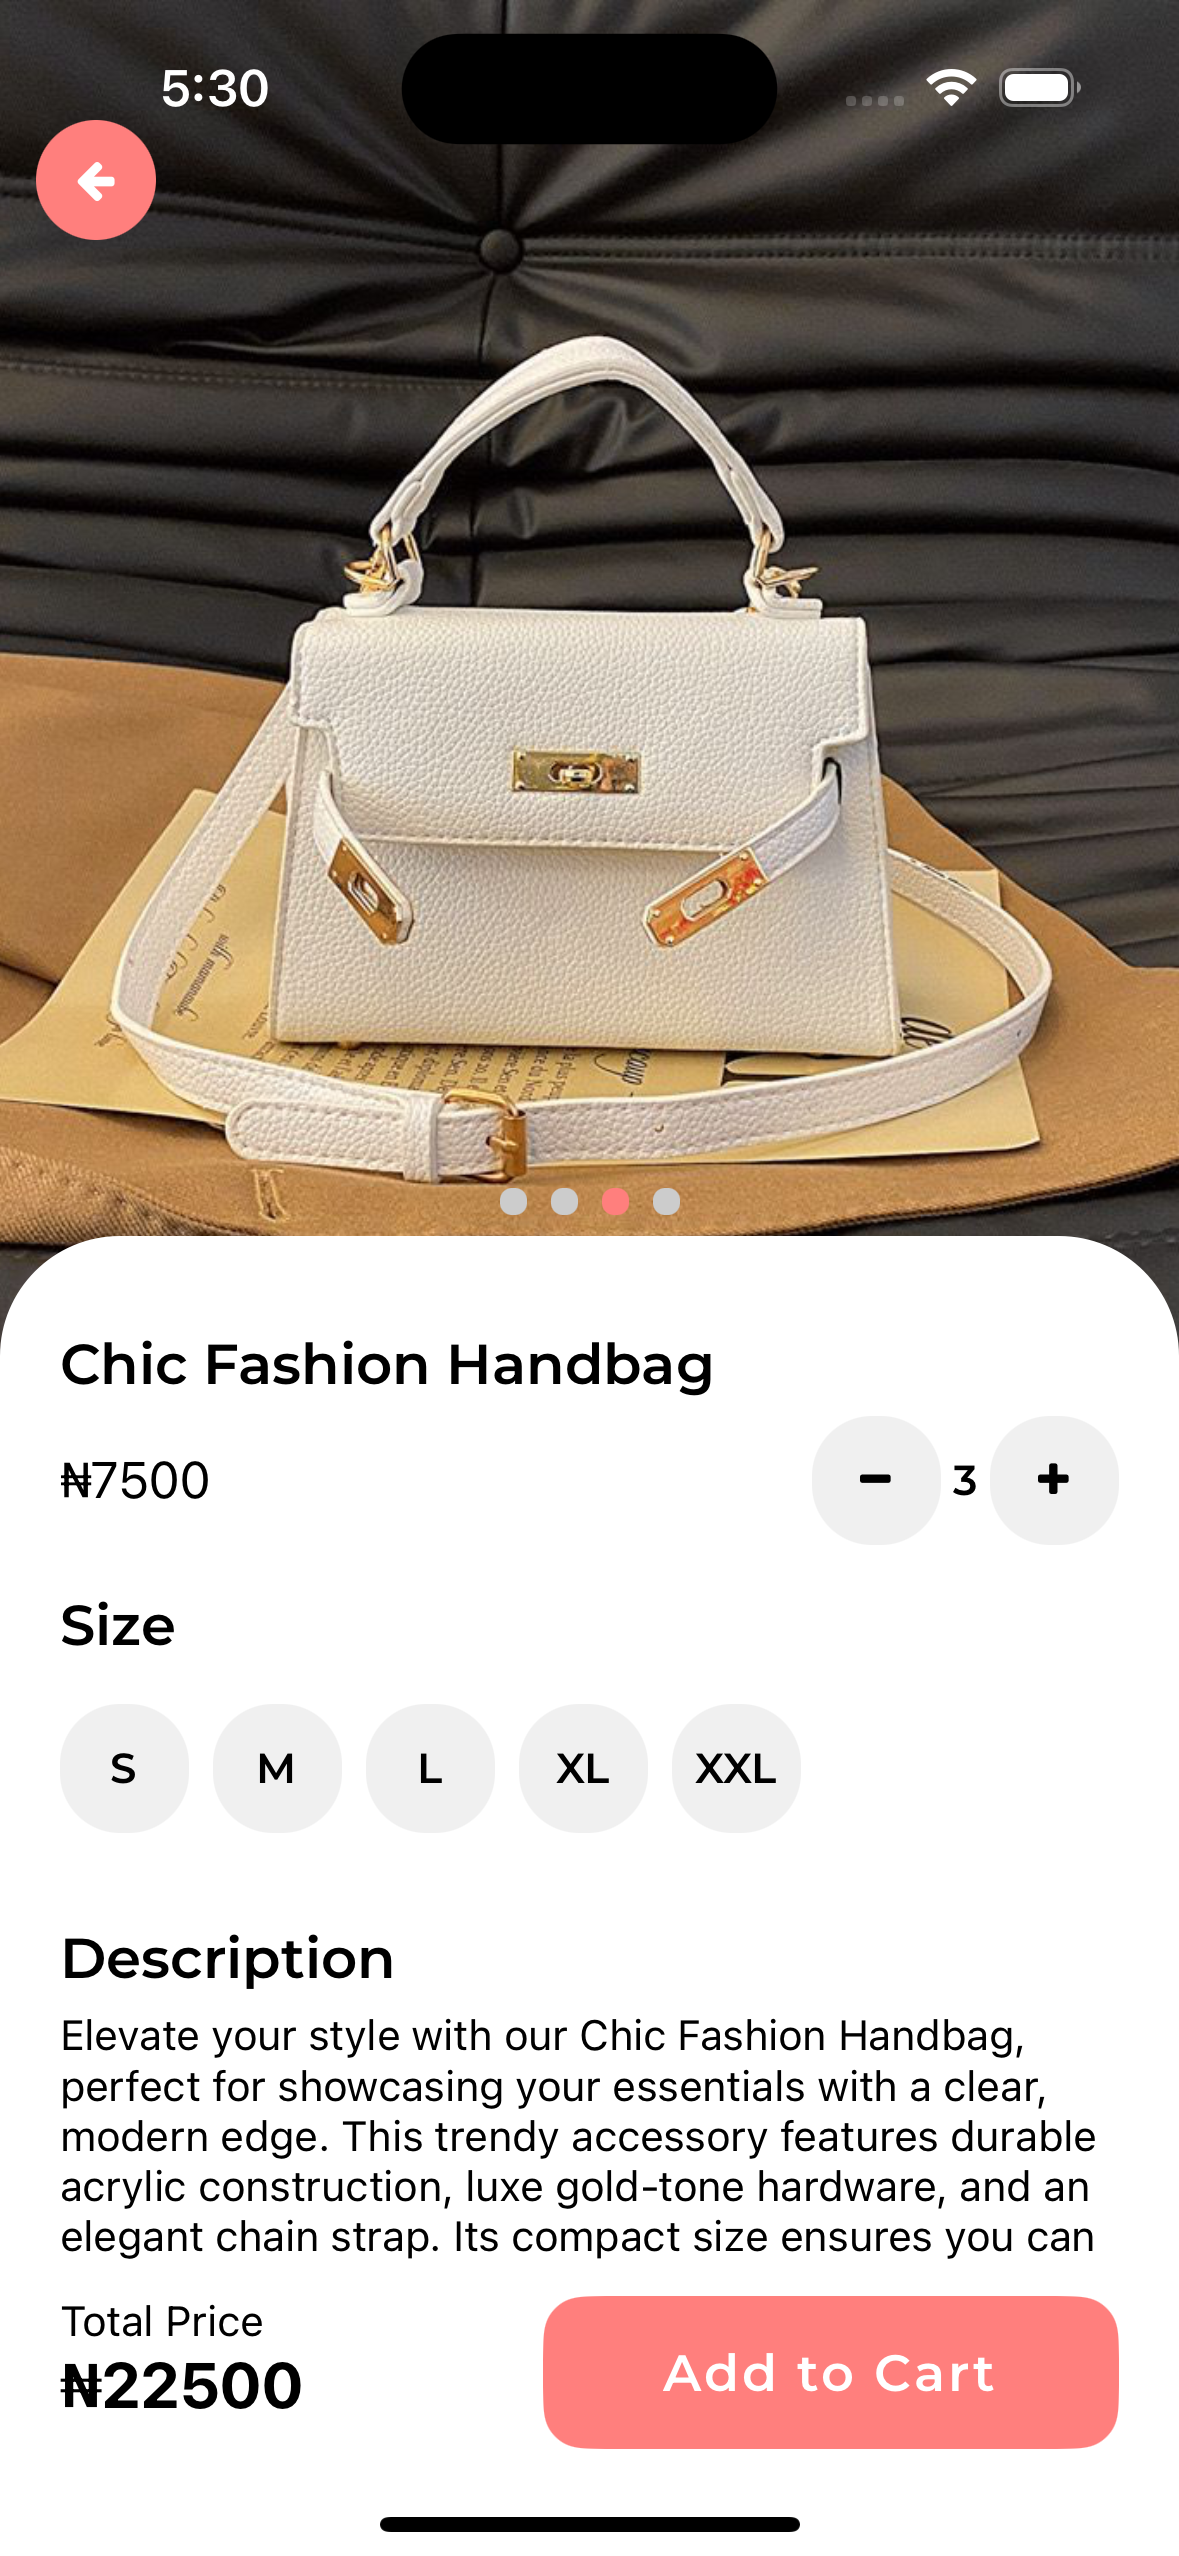 5:30
Chic Fashion Handbag
₦7500
3
Size
S M L XL XXL
Description
Elevate your style with our Chic Fashion Handbag,
perfect for showcasing your essentials with a clear,
modern edge. This trendy accessory features durable
acrylic construction, luxe gold-tone hardware, and an
elegant chain strap. Its compact size ensures you can
Total Price
₦22500
Add to Cart